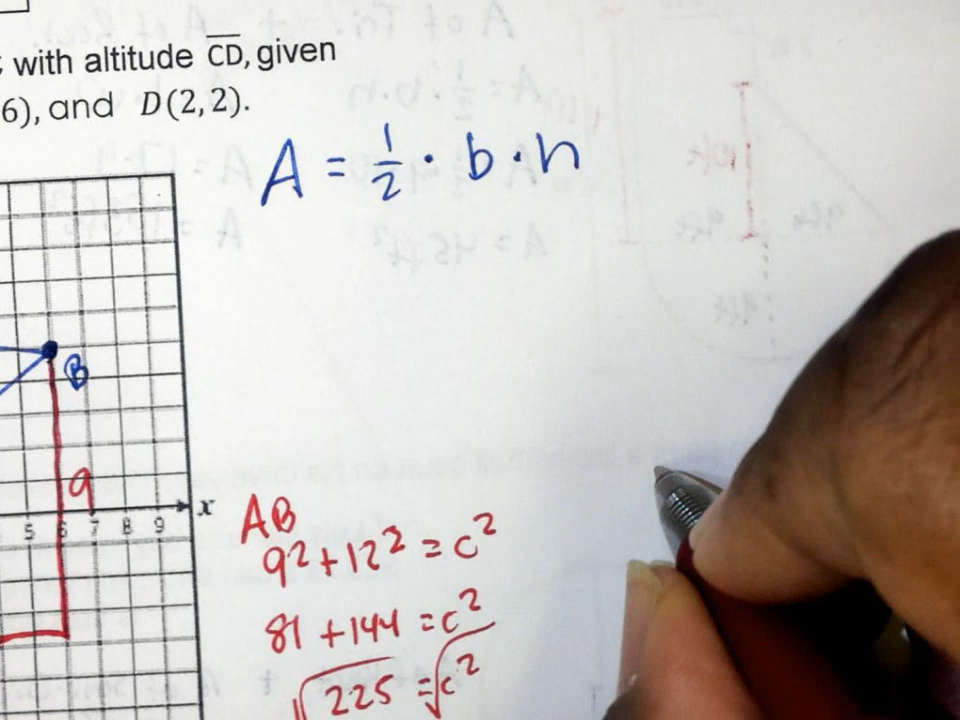 with altitude CD, given
6), and D(2,2).
A = 1/2 · b · h
B
9
x
5 6 7 8 9
AB
9² + 12² = c²
81 + 144 = c²
√225 = √c²